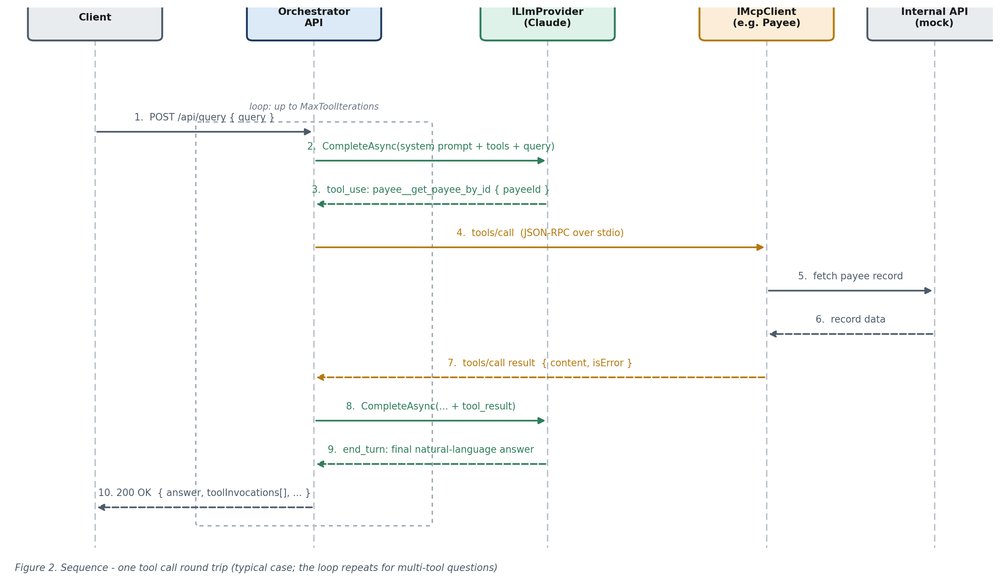 Client
Orchestrator
API
ILlmProvider
(Claude)
IMcpClient
(e.g. Payee)
Internal API
(mock)
loop: up to MaxToolIterations
1.  POST /api/query { query }
2.  CompleteAsync(system prompt + tools + query)
3.  tool_use: payee__get_payee_by_id { payeeId }
4.  tools/call  (JSON-RPC over stdio)
5.  fetch payee record
6.  record data
7.  tools/call result  { content, isError }
8.  CompleteAsync(... + tool_result)
9.  end_turn: final natural-language answer
10. 200 OK  { answer, toolInvocations[], ... }
Figure 2. Sequence - one tool call round trip (typical case; the loop repeats for multi-tool questions)